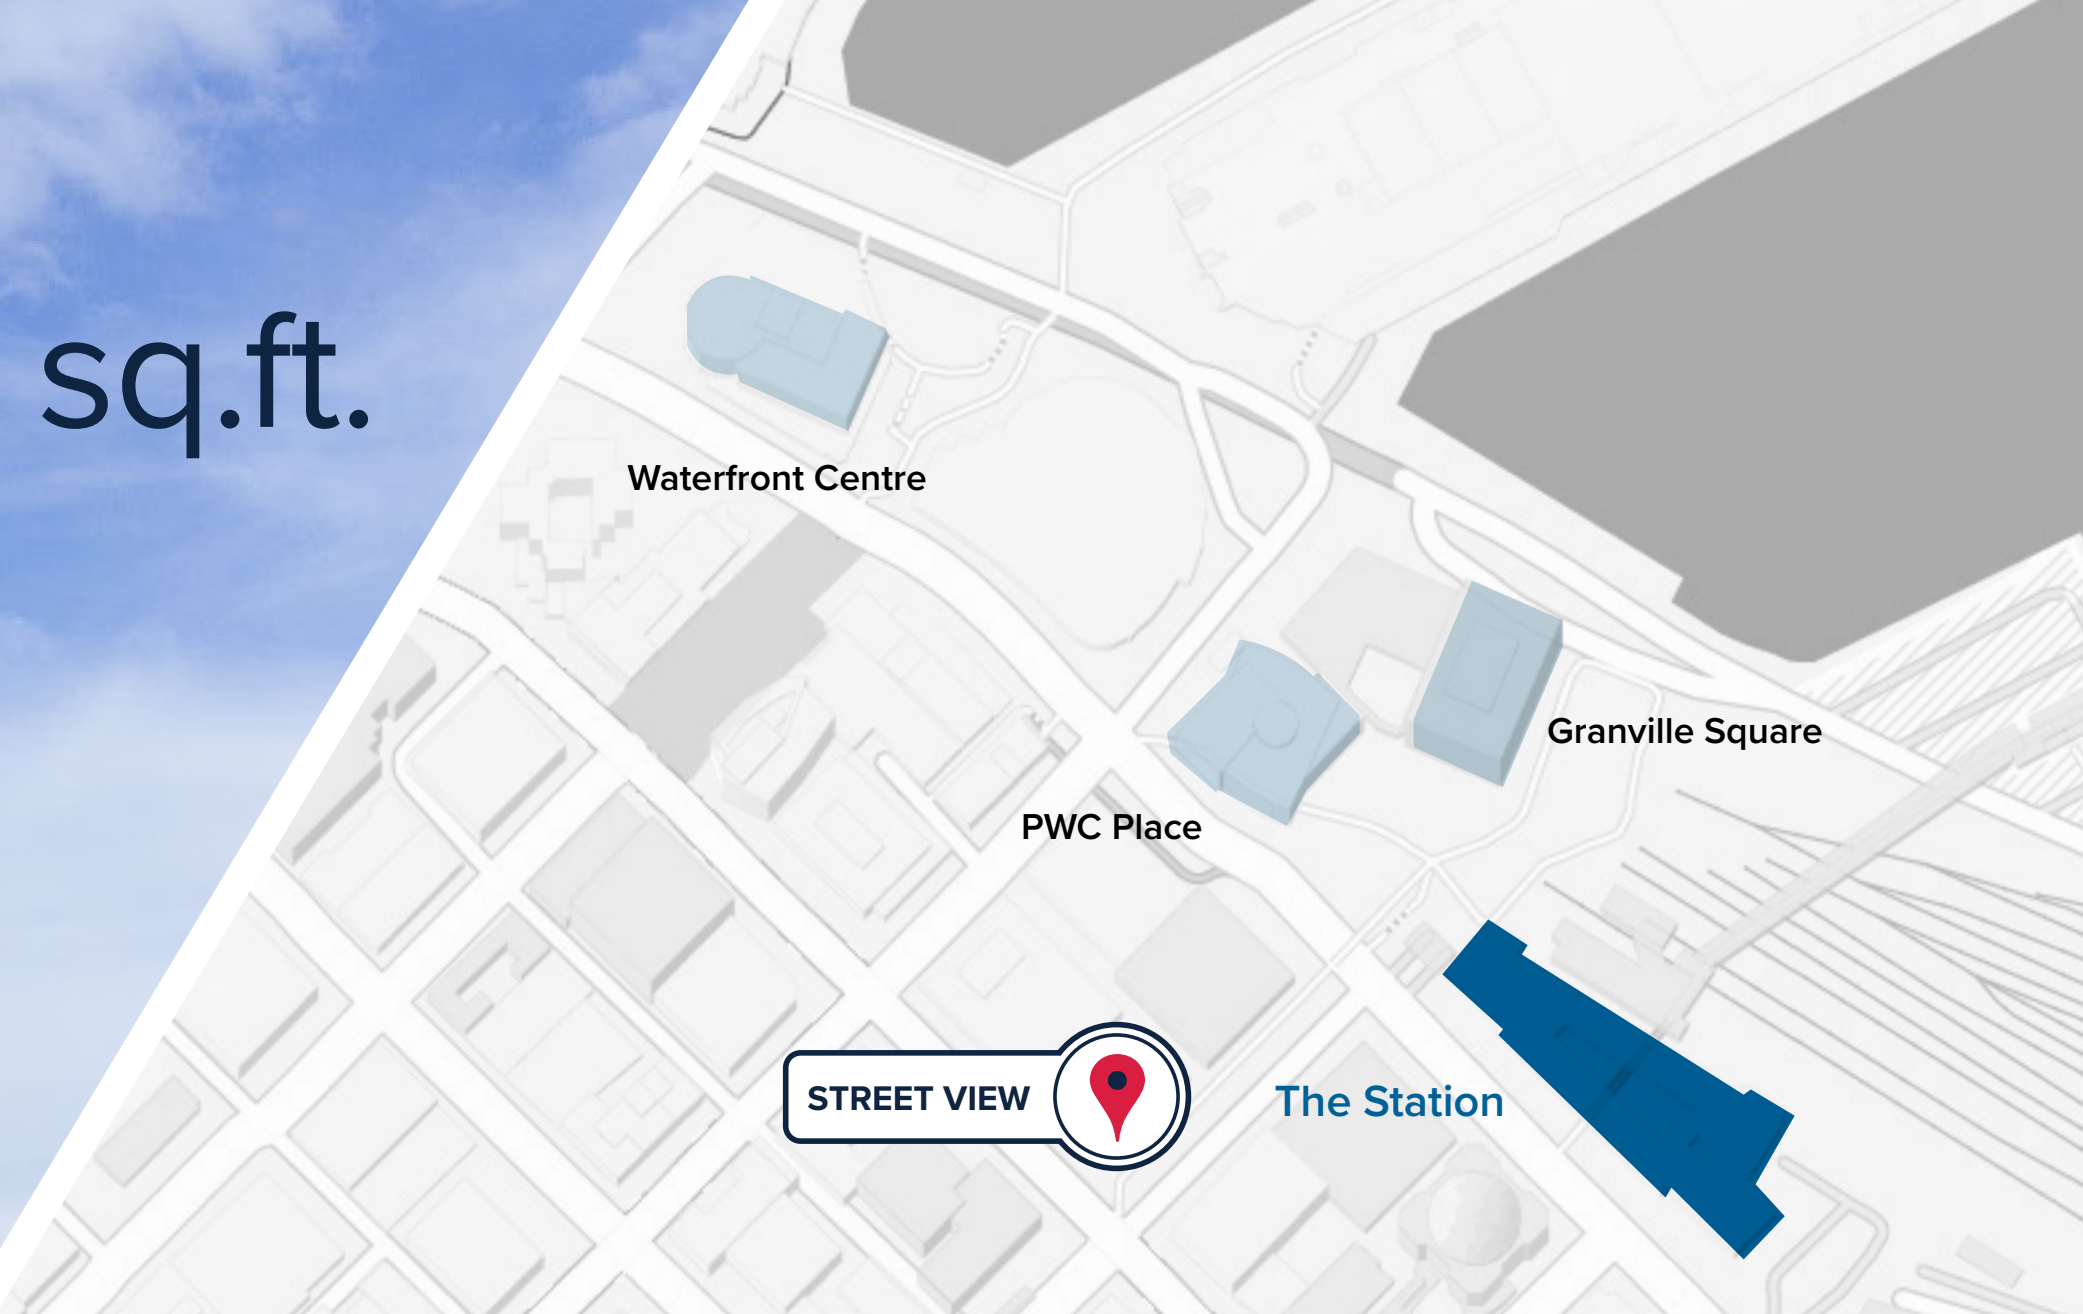 sq.ft.
Waterfront Centre
Granville Square
PWC Place
STREET VIEW
The Station